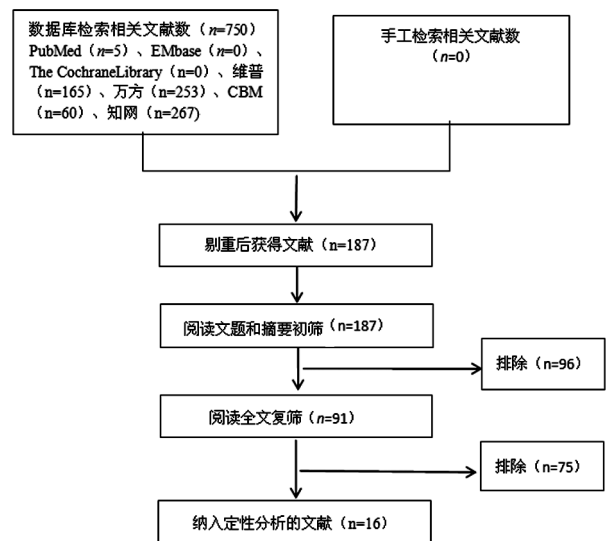 数据库检索相关文献数（n=750）
PubMed（n=5）、EMbase（n=0）、
The CochraneLibrary（n=0）、维普
（n=165）、万方（n=253）、CBM
（n=60）、知网（n=267)
手工检索相关文献数
（n=0）
剔重后获得文献（n=187）
阅读文题和摘要初筛（n=187）
排除（n=96）
阅读全文复筛（n=91）
排除（n=75）
纳入定性分析的文献（n=16）